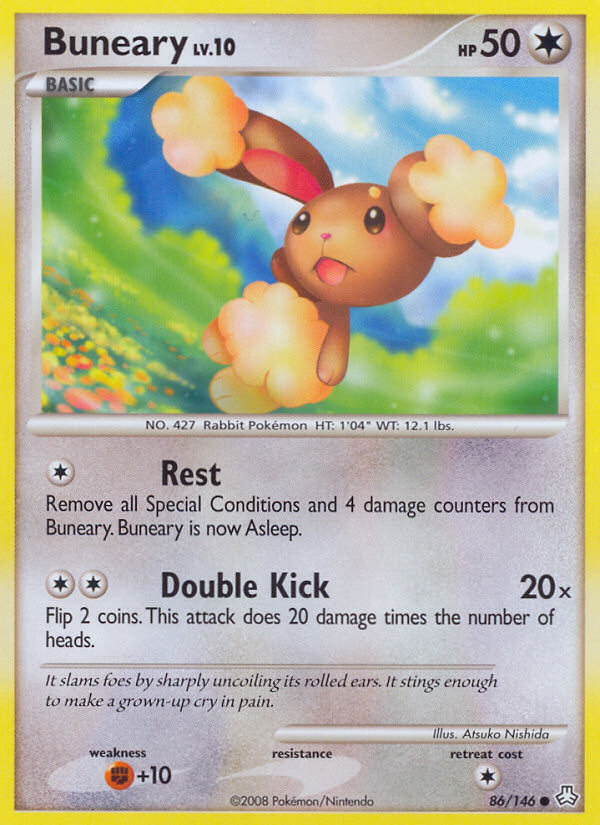 Buneary LV.10 HP 50
BASIC
NO. 427 Rabbit Pokémon HT: 1'04" WT: 12.1 lbs.
Rest
Remove all Special Conditions and 4 damage counters from
Buneary. Buneary is now Asleep.
Double Kick 20x
Flip 2 coins. This attack does 20 damage times the number of
heads.
It slams foes by sharply uncoiling its rolled ears. It stings enough
to make a grown-up cry in pain.
Illus. Atsuko Nishida
weakness resistance retreat cost
+10
©2008 Pokémon/Nintendo 86/146